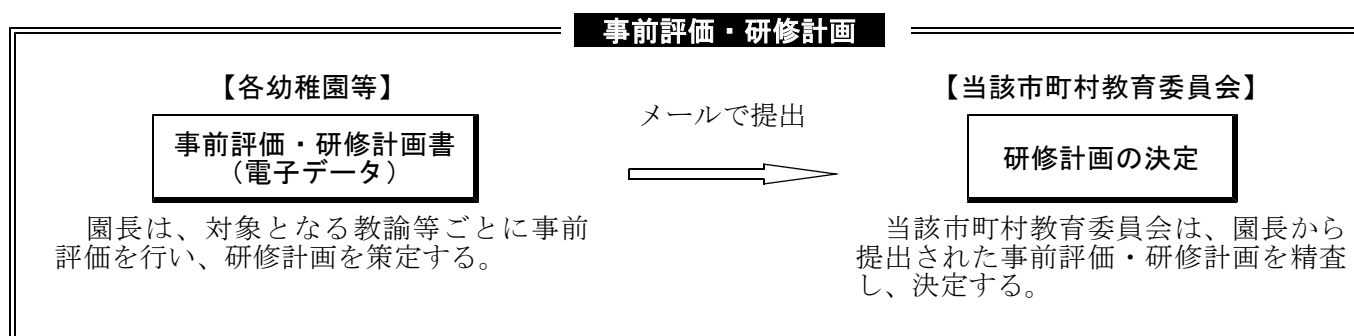 事前評価・研修計画
【各幼稚園等】
事前評価・研修計画書
（電子データ）
園長は、対象となる教諭等ごとに事前
評価を行い、研修計画を策定する。
メールで提出
【当該市町村教育委員会】
研修計画の決定
当該市町村教育委員会は、園長から
提出された事前評価・研修計画を精査
し、決定する。